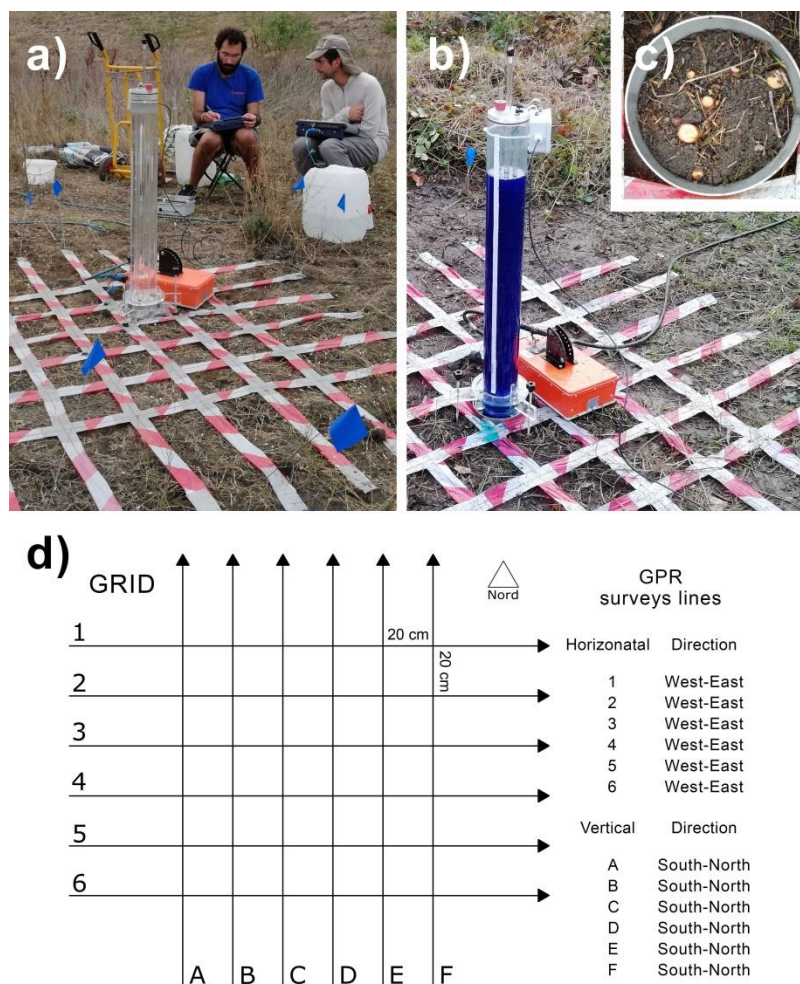 a)
b)
c)
d)
GRID
1
2
3
4
5
6
20 cm
20 cm
Nord
A B C D E F
GPR
surveys lines
Horizonatal Direction
1 West-East
2 West-East
3 West-East
4 West-East
5 West-East
6 West-East
Vertical Direction
A South-North
B South-North
C South-North
D South-North
E South-North
F South-North